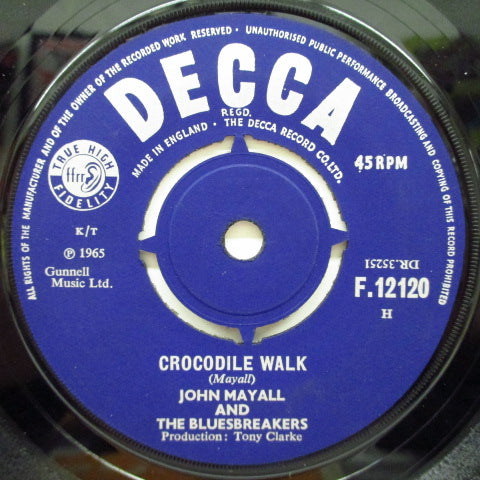 ALL RIGHTS OF THE MANUFACTURER AND OF THE OWNER OF THE RECORDED WORK RESERVED • UNAUTHORISED PUBLIC PERFORMANCE BROADCASTING AND COPYING OF THIS RECORD PROHIBITED
DECCA
REGD.
MADE IN ENGLAND • THE DECCA RECORD CO. LTD.
TRUE HIGH
ffrr
FIDELITY
45 RPM
K/T
℗ 1965
Gunnell
Music Ltd.
DR.35251
F.12120
H
CROCODILE WALK
(Mayall)
JOHN MAYALL
AND
THE BLUESBREAKERS
Production: Tony Clarke